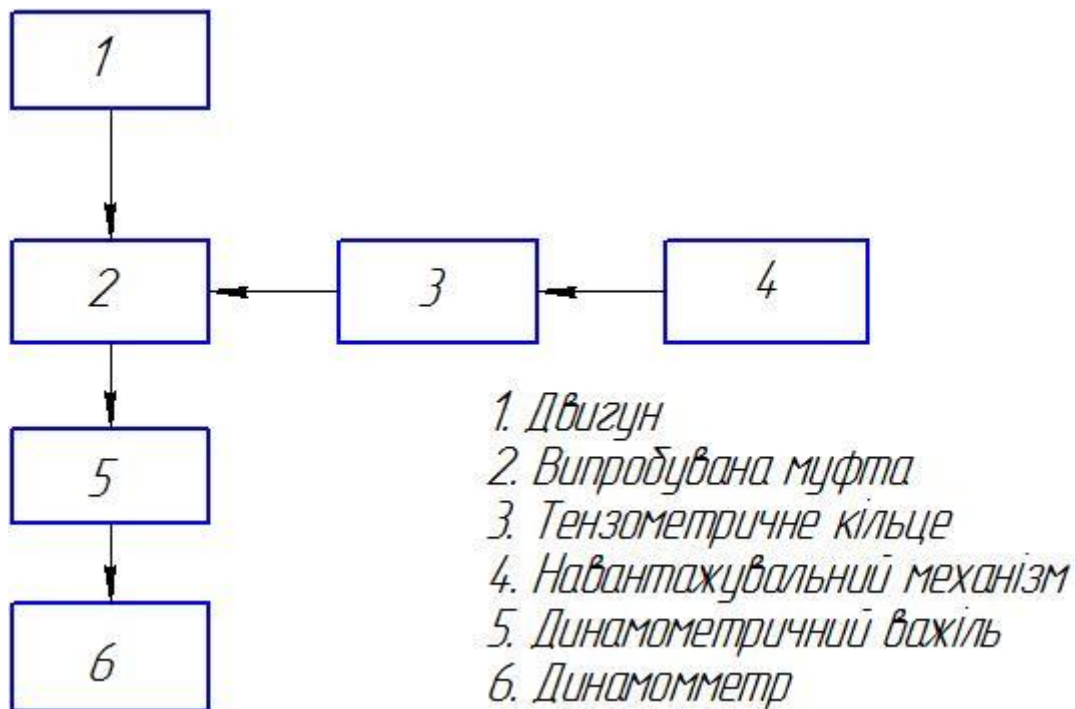 1
2
3
4
5
6
1. Двигун
2. Випробувана муфта
3. Тензометричне кільце
4. Навантажувальний механізм
5. Динамометричний важіль
6. Динамомметр